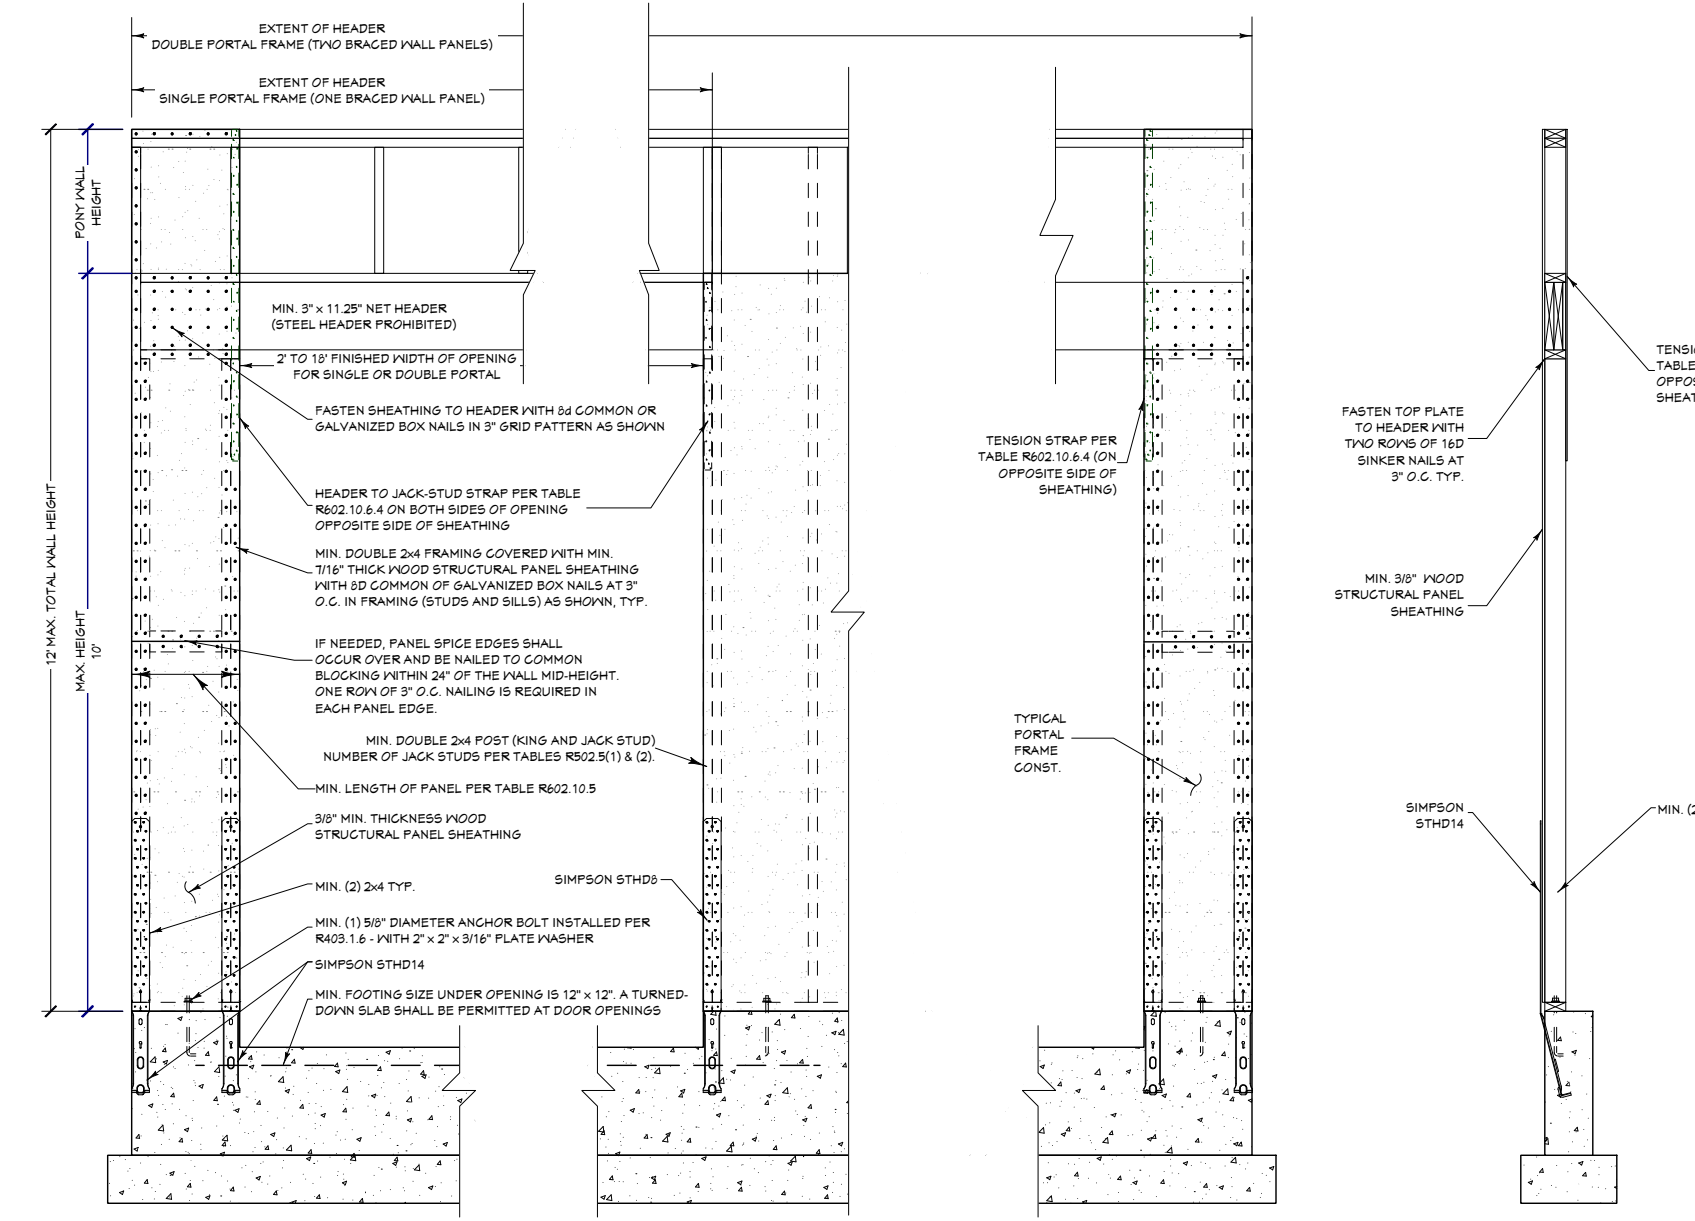 EXTENT OF HEADER
DOUBLE PORTAL FRAME (TWO BRACED WALL PANELS)
EXTENT OF HEADER
SINGLE PORTAL FRAME (ONE BRACED WALL PANEL)
PONY WALL
HEIGHT
12' MAX. TOTAL WALL HEIGHT
MAX. HEIGHT
10'
MIN. 3" x 11.25" NET HEADER
(STEEL HEADER PROHIBITED)
2' TO 18' FINISHED WIDTH OF OPENING
FOR SINGLE OR DOUBLE PORTAL
FASTEN SHEATHING TO HEADER WITH 8d COMMON OR
GALVANIZED BOX NAILS IN 3" GRID PATTERN AS SHOWN
HEADER TO JACK-STUD STRAP PER TABLE
R602.10.6.4 ON BOTH SIDES OF OPENING
OPPOSITE SIDE OF SHEATHING
MIN. DOUBLE 2x4 FRAMING COVERED WITH MIN.
7/16" THICK WOOD STRUCTURAL PANEL SHEATHING
WITH 8D COMMON OF GALVANIZED BOX NAILS AT 3"
O.C. IN FRAMING (STUDS AND SILLS) AS SHOWN, TYP.
IF NEEDED, PANEL SPICE EDGES SHALL
OCCUR OVER AND BE NAILED TO COMMON
BLOCKING WITHIN 24" OF THE WALL MID-HEIGHT.
ONE ROW OF 3" O.C. NAILING IS REQUIRED IN
EACH PANEL EDGE.
MIN. DOUBLE 2x4 POST (KING AND JACK STUD)
NUMBER OF JACK STUDS PER TABLES R502.5(1) & (2).
MIN. LENGTH OF PANEL PER TABLE R602.10.5
3/8" MIN. THICKNESS WOOD
STRUCTURAL PANEL SHEATHING
MIN. (2) 2x4 TYP.
SIMPSON STHD8
MIN. (1) 5/8" DIAMETER ANCHOR BOLT INSTALLED PER
R403.1.6 - WITH 2" x 2" x 3/16" PLATE WASHER
SIMPSON STHD14
MIN. FOOTING SIZE UNDER OPENING IS 12" x 12". A TURNED-
DOWN SLAB SHALL BE PERMITTED AT DOOR OPENINGS
TENSION STRAP PER
TABLE R602.10.6.4 (ON
OPPOSITE SIDE OF
SHEATHING)
TYPICAL
PORTAL
FRAME
CONST.
FASTEN TOP PLATE
TO HEADER WITH
TWO ROWS OF 16D
SINKER NAILS AT
3" O.C. TYP.
MIN. 3/8" WOOD
STRUCTURAL PANEL
SHEATHING
SIMPSON
STHD14
TABLE
MIN. (2